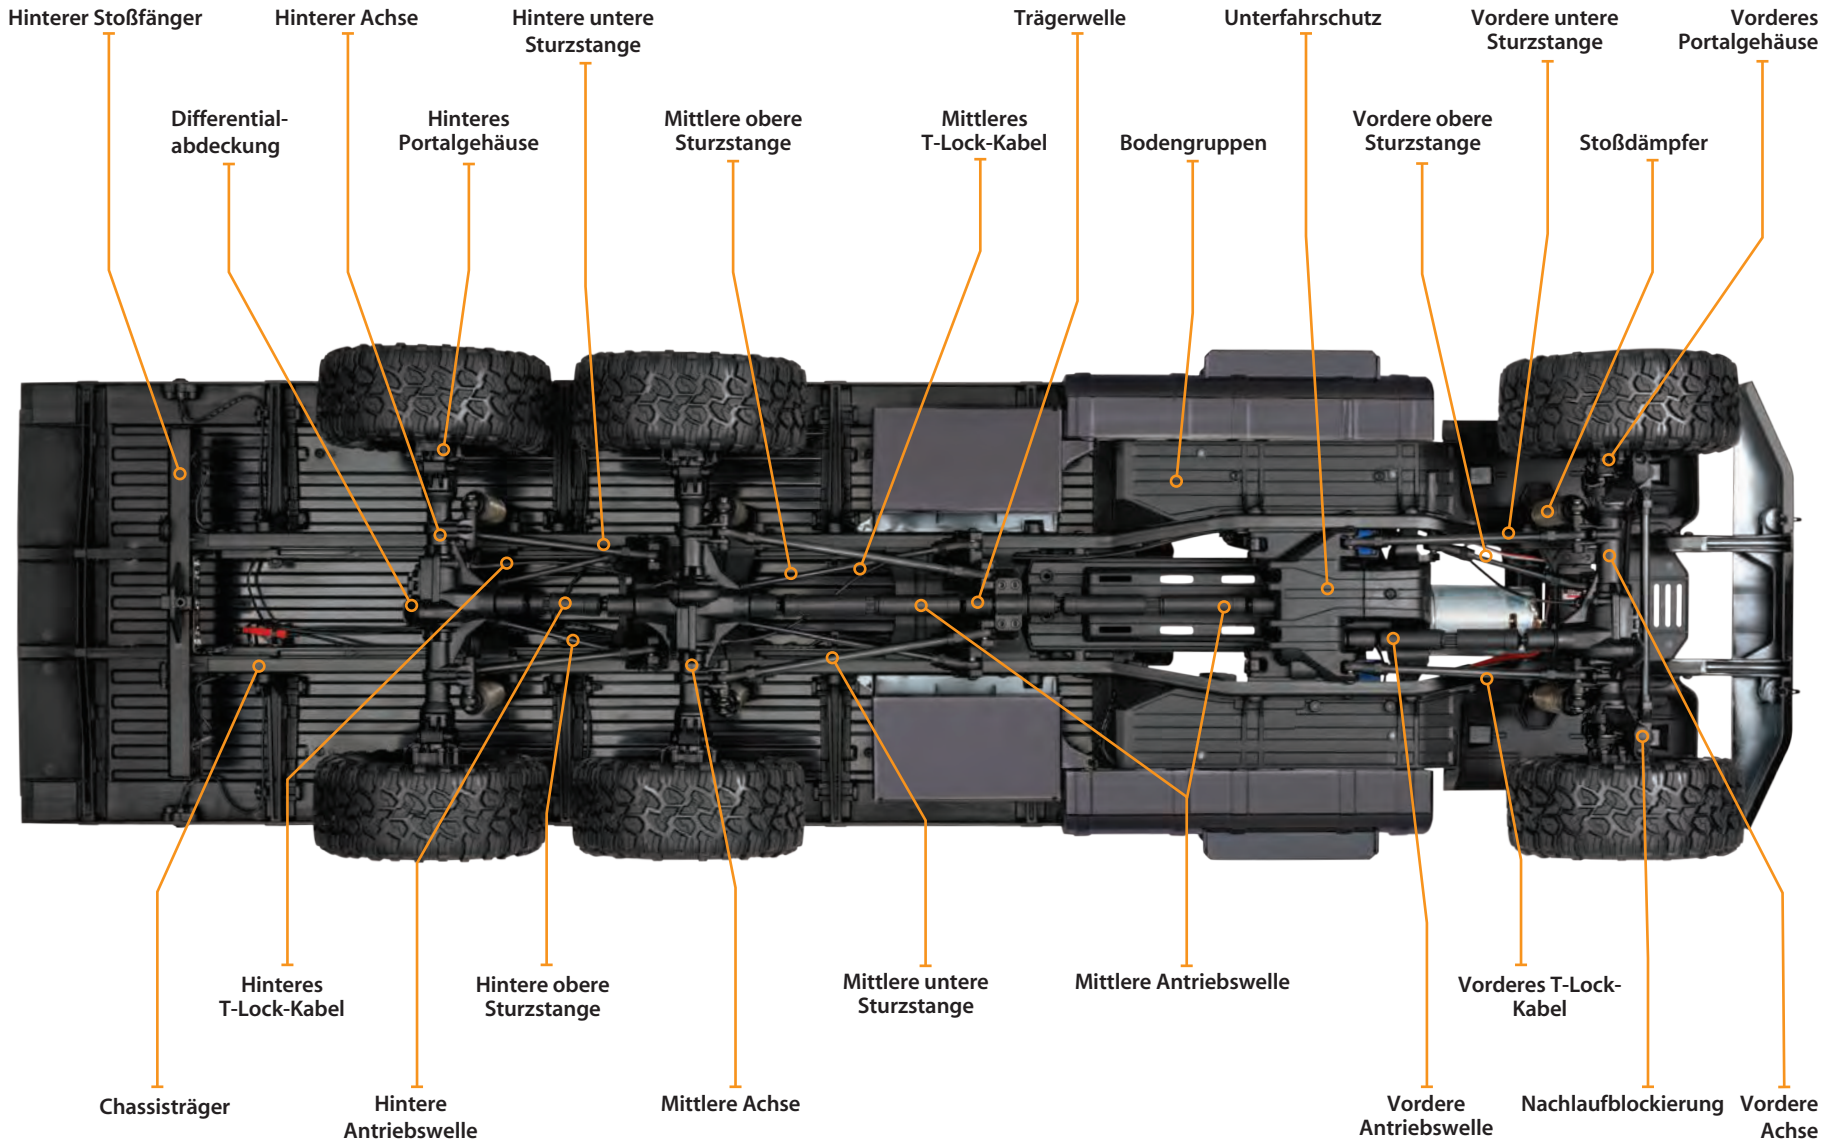 Hinterer Stoßfänger
Hinterer Achse
Hintere untere
Sturzstange
Trägerwelle
Unterfahrschutz
Vordere untere
Sturzstange
Vorderes
Portalgehäuse
Differential-
abdeckung
Hinteres
Portalgehäuse
Mittlere obere
Sturzstange
Mittleres
T-Lock-Kabel
Bodengruppen
Vordere obere
Sturzstange
Stoßdämpfer
Hinteres
T-Lock-Kabel
Hintere obere
Sturzstange
Mittlere untere
Sturzstange
Mittlere Antriebswelle
Vorderes T-Lock-
Kabel
Chassisträger
Hintere
Antriebswelle
Mittlere Achse
Vordere
Antriebswelle
Nachlaufblockierung
Vordere
Achse